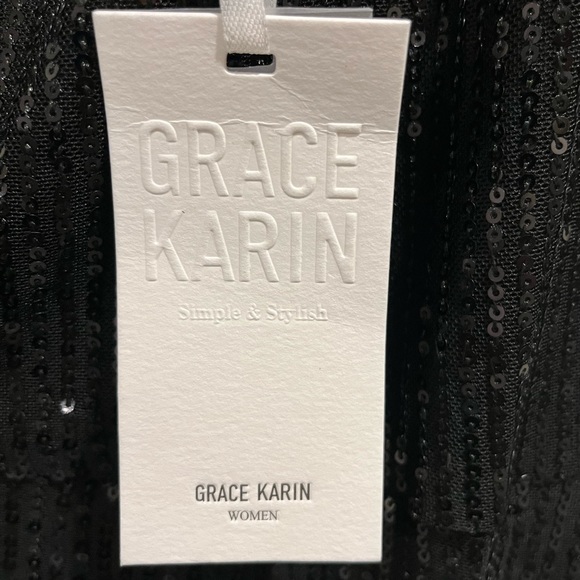 GRACE
KARIN
Simple & Stylish
GRACE KARIN
WOMEN